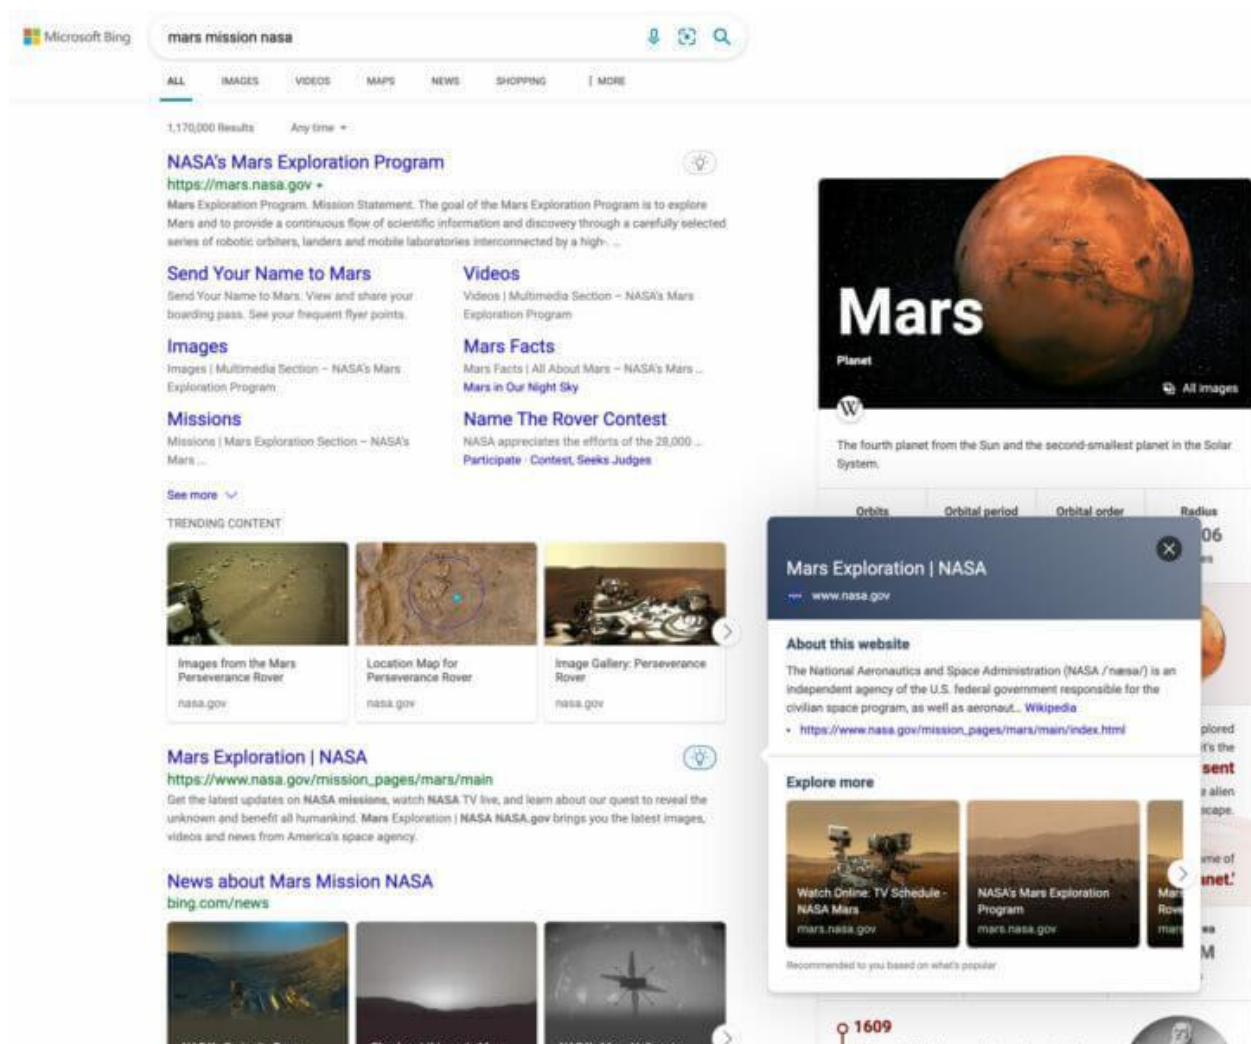 Microsoft Bing
mars mission nasa
ALL IMAGES VIDEOS MAPS NEWS SHOPPING MORE
1,170,000 Results Any time
NASA's Mars Exploration Program
https://mars.nasa.gov
Mars Exploration Program. Mission Statement. The goal of the Mars Exploration Program is to explore
Mars and to provide a continuous flow of scientific information and discovery through a carefully selected
series of robotic orbiters, landers and mobile laboratories interconnected by a high-. ...
Send Your Name to Mars
Send Your Name to Mars. View and share your
boarding pass. See your frequent flyer points.
Videos
Videos | Multimedia Section – NASA's Mars
Exploration Program
Images
Images | Multimedia Section – NASA's Mars
Exploration Program
Mars Facts
Mars Facts | All About Mars – NASA's Mars ...
Mars in Our Night Sky
Missions
Missions | Mars Exploration Section – NASA's
Mars ...
Name The Rover Contest
NASA appreciates the efforts of the 28,000 ...
Participate · Contest, Seeks Judges
See more
TRENDING CONTENT
Images from the Mars
Perseverance Rover
nasa.gov
Location Map for
Perseverance Rover
nasa.gov
Image Gallery: Perseverance
Rover
nasa.gov
Mars Exploration | NASA
https://www.nasa.gov/mission_pages/mars/main
Get the latest updates on NASA missions, watch NASA TV live, and learn about our quest to reveal the
unknown and benefit all humankind. Mars Exploration | NASA NASA.gov brings you the latest images,
videos and news from America's space agency.
News about Mars Mission NASA
bing.com/news
Mars
Planet
All images
W
The fourth planet from the Sun and the second-smallest planet in the Solar
System.
Orbits Orbital period Orbital order Radius
06
Mars Exploration | NASA
www.nasa.gov
About this website
The National Aeronautics and Space Administration (NASA /ˈnæsə/) is an
independent agency of the U.S. federal government responsible for the
civilian space program, as well as aeronaut... Wikipedia
• https://www.nasa.gov/mission_pages/mars/main/index.html
Explore more
Watch Online: TV Schedule -
NASA Mars
mars.nasa.gov
NASA's Mars Exploration
Program
mars.nasa.gov
Mars
Rove
mars
Recommended to you based on what's popular
plored
t's the
sent
alien
scape.
me of
anet.'
M
1609